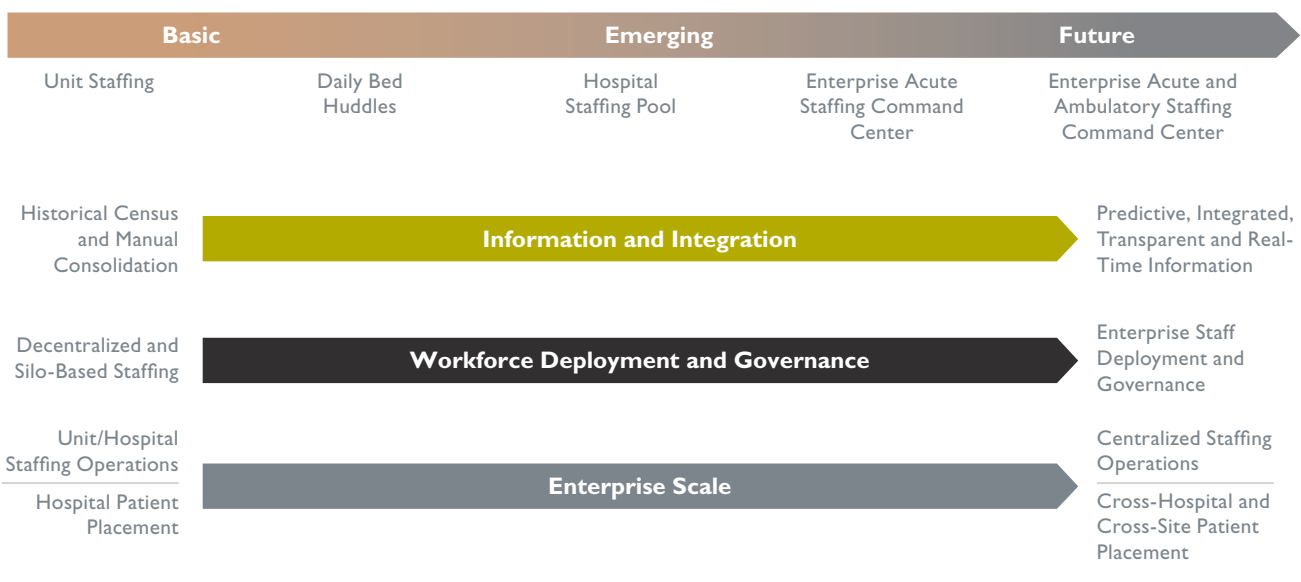 Basic
Emerging
Future
Unit Staffing
Daily Bed
Huddles
Hospital
Staffing Pool
Enterprise Acute
Staffing Command
Center
Enterprise Acute and
Ambulatory Staffing
Command Center
Historical Census
and Manual
Consolidation
Information and Integration
Predictive, Integrated,
Transparent and Real-
Time Information
Decentralized and
Silo-Based Staffing
Workforce Deployment and Governance
Enterprise Staff
Deployment and
Governance
Unit/Hospital
Staffing Operations
Hospital Patient
Placement
Enterprise Scale
Centralized Staffing
Operations
Cross-Hospital and
Cross-Site Patient
Placement